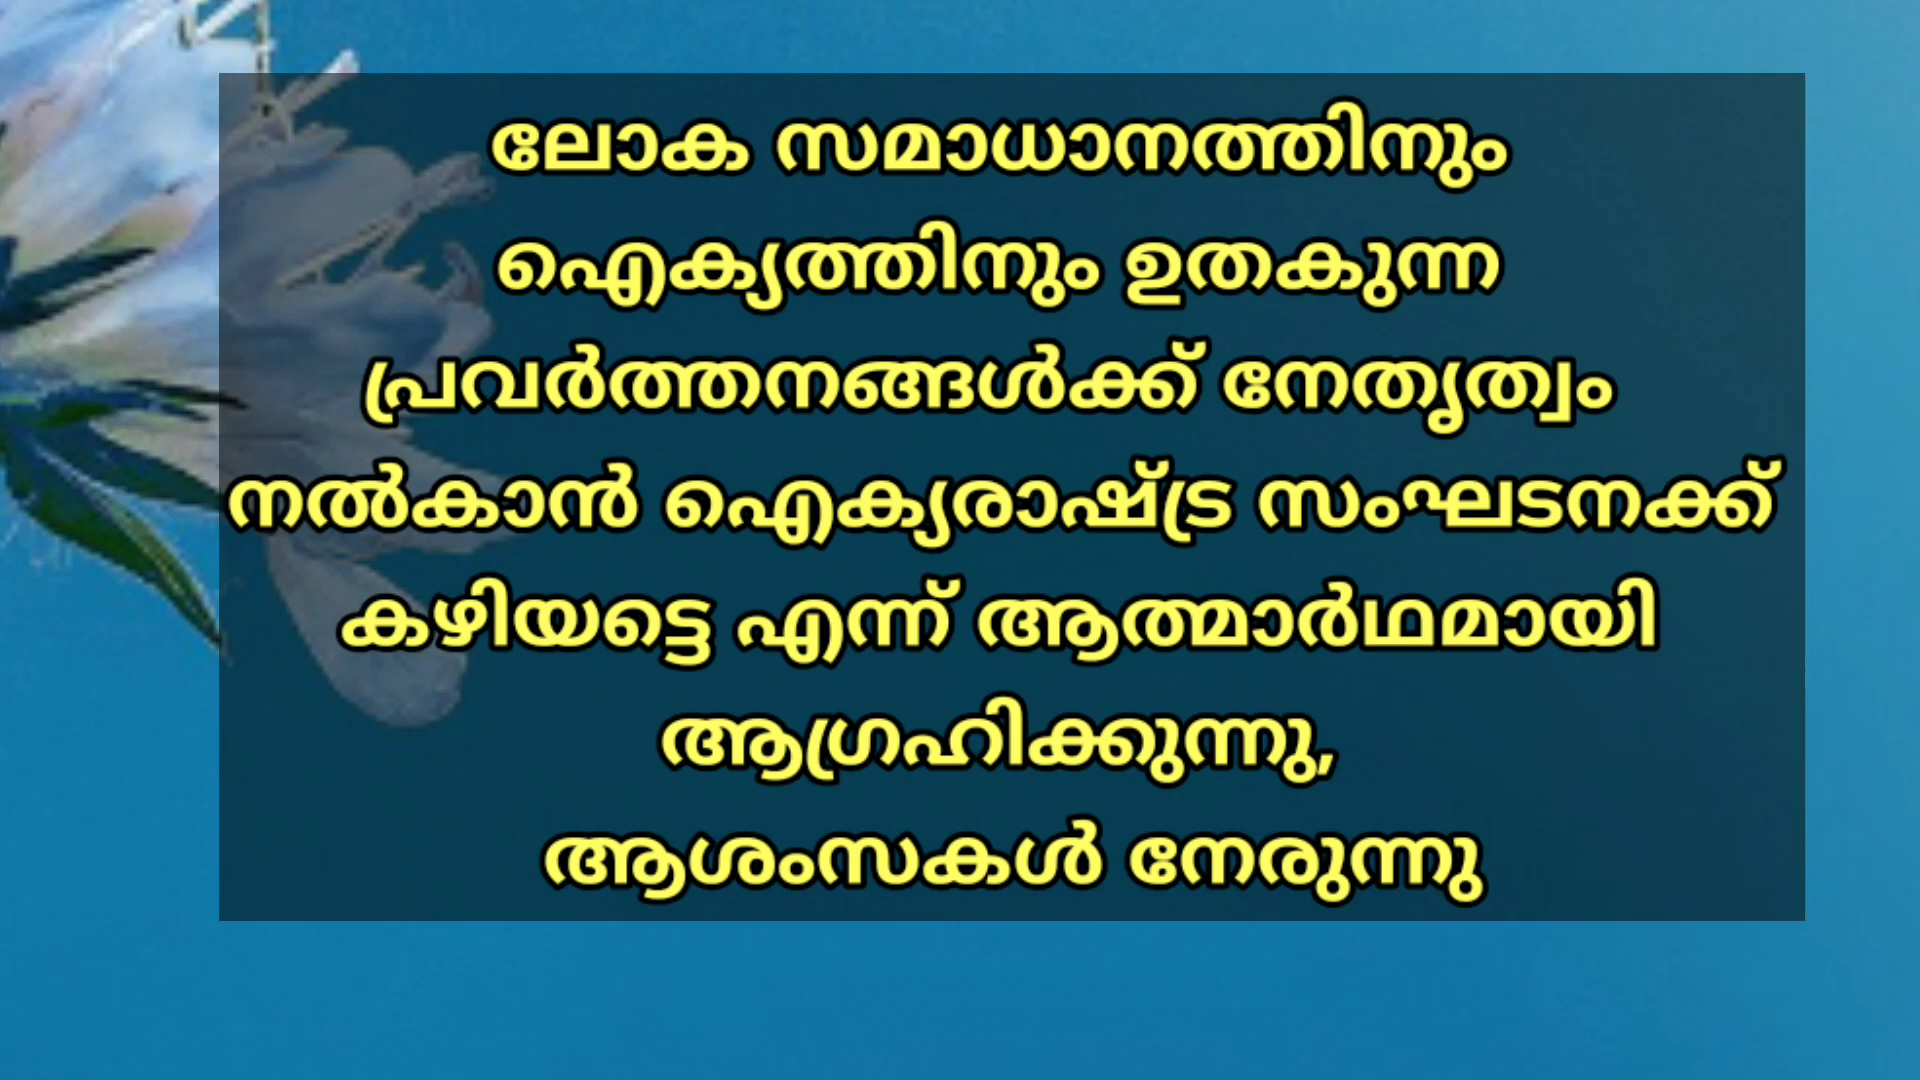 ലോക സമാധാനത്തിനും
ഐക്യത്തിനും ഉതകുന്ന
പ്രവർത്തനങ്ങൾക്ക് നേതൃത്വം
നൽകാൻ ഐക്യരാഷ്ട്ര സംഘടനക്ക്
കഴിയട്ടെ എന്ന് ആത്മാർഥമായി
ആഗ്രഹിക്കുന്നു,
ആശംസകൾ നേരുന്നു